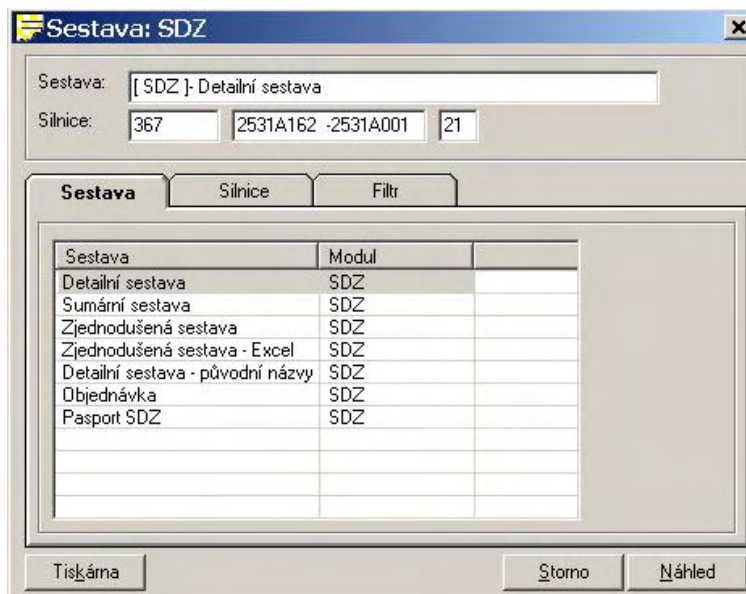 Sestava: SDZ
Sestava: [ SDZ ]- Detailní sestava
Silnice: 367 2531A162 -2531A001 21
Sestava Silnice Filtr
Sestava Modul
Detailní sestava SDZ
Sumární sestava SDZ
Zjednodušená sestava SDZ
Zjednodušená sestava - Excel SDZ
Detailní sestava - původní názvy SDZ
Objednávka SDZ
Pasport SDZ SDZ
Tiskárna Storno Náhled